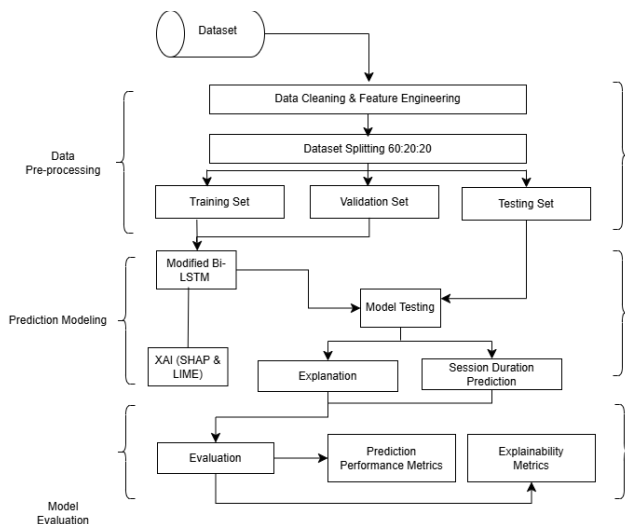 Dataset
Data Cleaning & Feature Engineering
Data
Pre-processing
Dataset Splitting 60:20:20
Training Set
Validation Set
Testing Set
Modified Bi-
LSTM
Prediction Modeling
Model Testing
XAI (SHAP &
LIME)
Explanation
Session Duration
Prediction
Evaluation
Prediction
Performance Metrics
Explainability
Metrics
Model
Evaluation